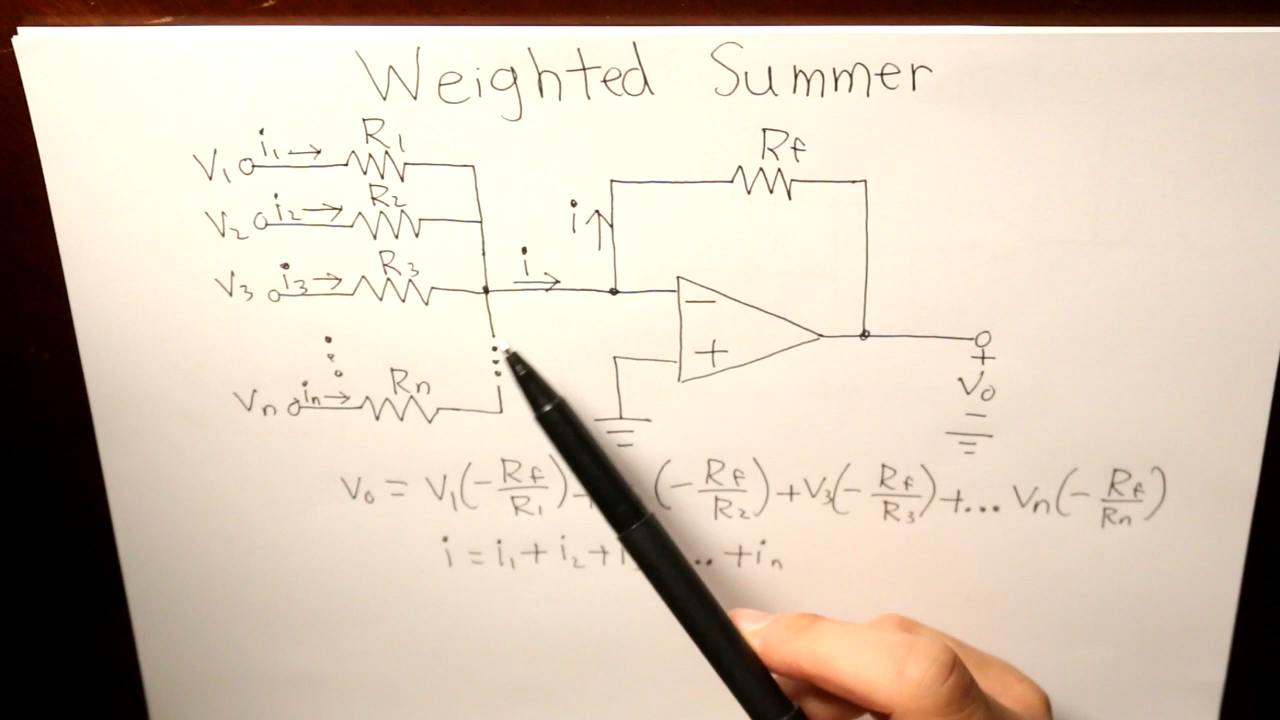 Weighted Summer
V1 i1 → R1
V2 i2 → R2
V3 i3 → R3
Vn in → Rn
i →
i ↑
Rf
−
+
+
Vo
−
Vo = V1(-Rf/R1)+ (-Rf/R2)+V3(-Rf/R3)+... Vn(-Rf/Rn)
i = i1 + i2 + .. + in